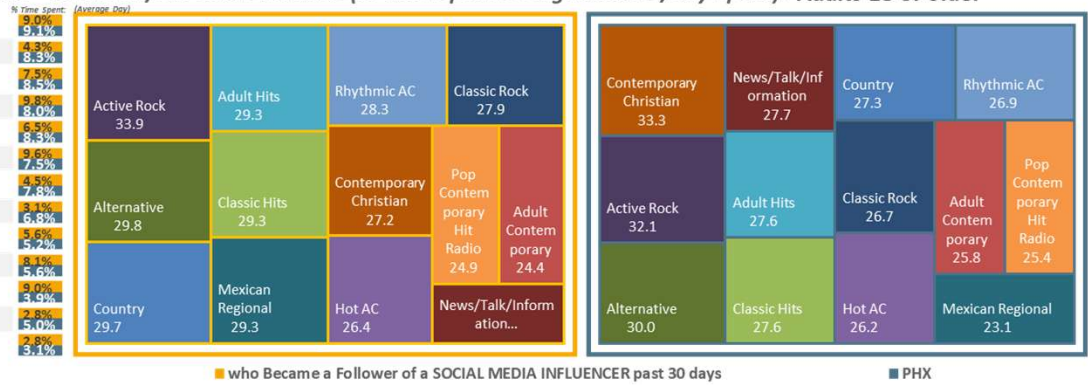 % Time Spent: (Average Day)
Adults 18 or older
9.0%
9.1%
4.3%
8.3%
7.5%
8.5%
9.8%
8.0%
6.5%
8.3%
9.6%
7.5%
4.5%
7.8%
3.1%
6.8%
5.6%
5.2%
8.1%
5.6%
9.0%
3.9%
2.8%
5.0%
2.8%
3.1%
Active Rock
33.9
Alternative
29.8
Country
29.7
Adult Hits
29.3
Classic Hits
29.3
Mexican
Regional
29.3
Rhythmic AC
28.3
Classic Rock
27.9
Contemporary
Christian
27.2
Hot AC
26.4
Pop
Contem
porary
Hit
Radio
24.9
Adult
Contem
porary
24.4
News/Talk/Inform
ation...
Contemporary
Christian
33.3
Active Rock
32.1
Alternative
30.0
News/Talk/Inf
ormation
27.7
Adult Hits
27.6
Classic Hits
27.6
Country
27.3
Rhythmic AC
26.9
Classic Rock
26.7
Hot AC
26.2
Adult
Contem
porary
25.8
Pop
Contem
porary
Hit
Radio
25.4
Mexican Regional
23.1
who Became a Follower of a SOCIAL MEDIA INFLUENCER past 30 days
PHX